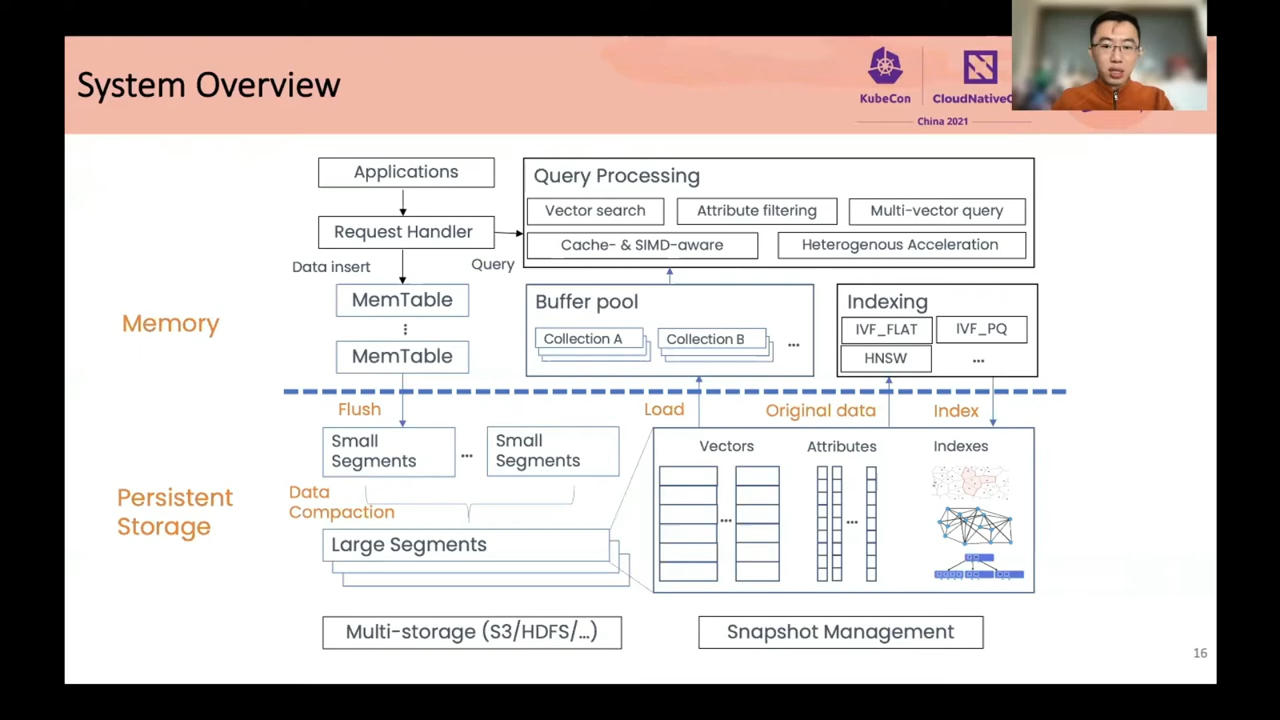 System Overview
KubeCon
CloudNativeC
China 2021
Applications
Request Handler
Data insert
Query
MemTable
MemTable
Query Processing
Vector search
Attribute filtering
Multi-vector query
Cache- & SIMD-aware
Heterogenous Acceleration
Memory
Buffer pool
Collection A
Collection B
...
Indexing
IVF_FLAT
IVF_PQ
HNSW
...
Flush
Load
Original data
Index
Persistent
Storage
Small
Segments
...
Small
Segments
Data
Compaction
Large Segments
Vectors
Attributes
Indexes
...
...
Multi-storage (S3/HDFS/...)
Snapshot Management
16